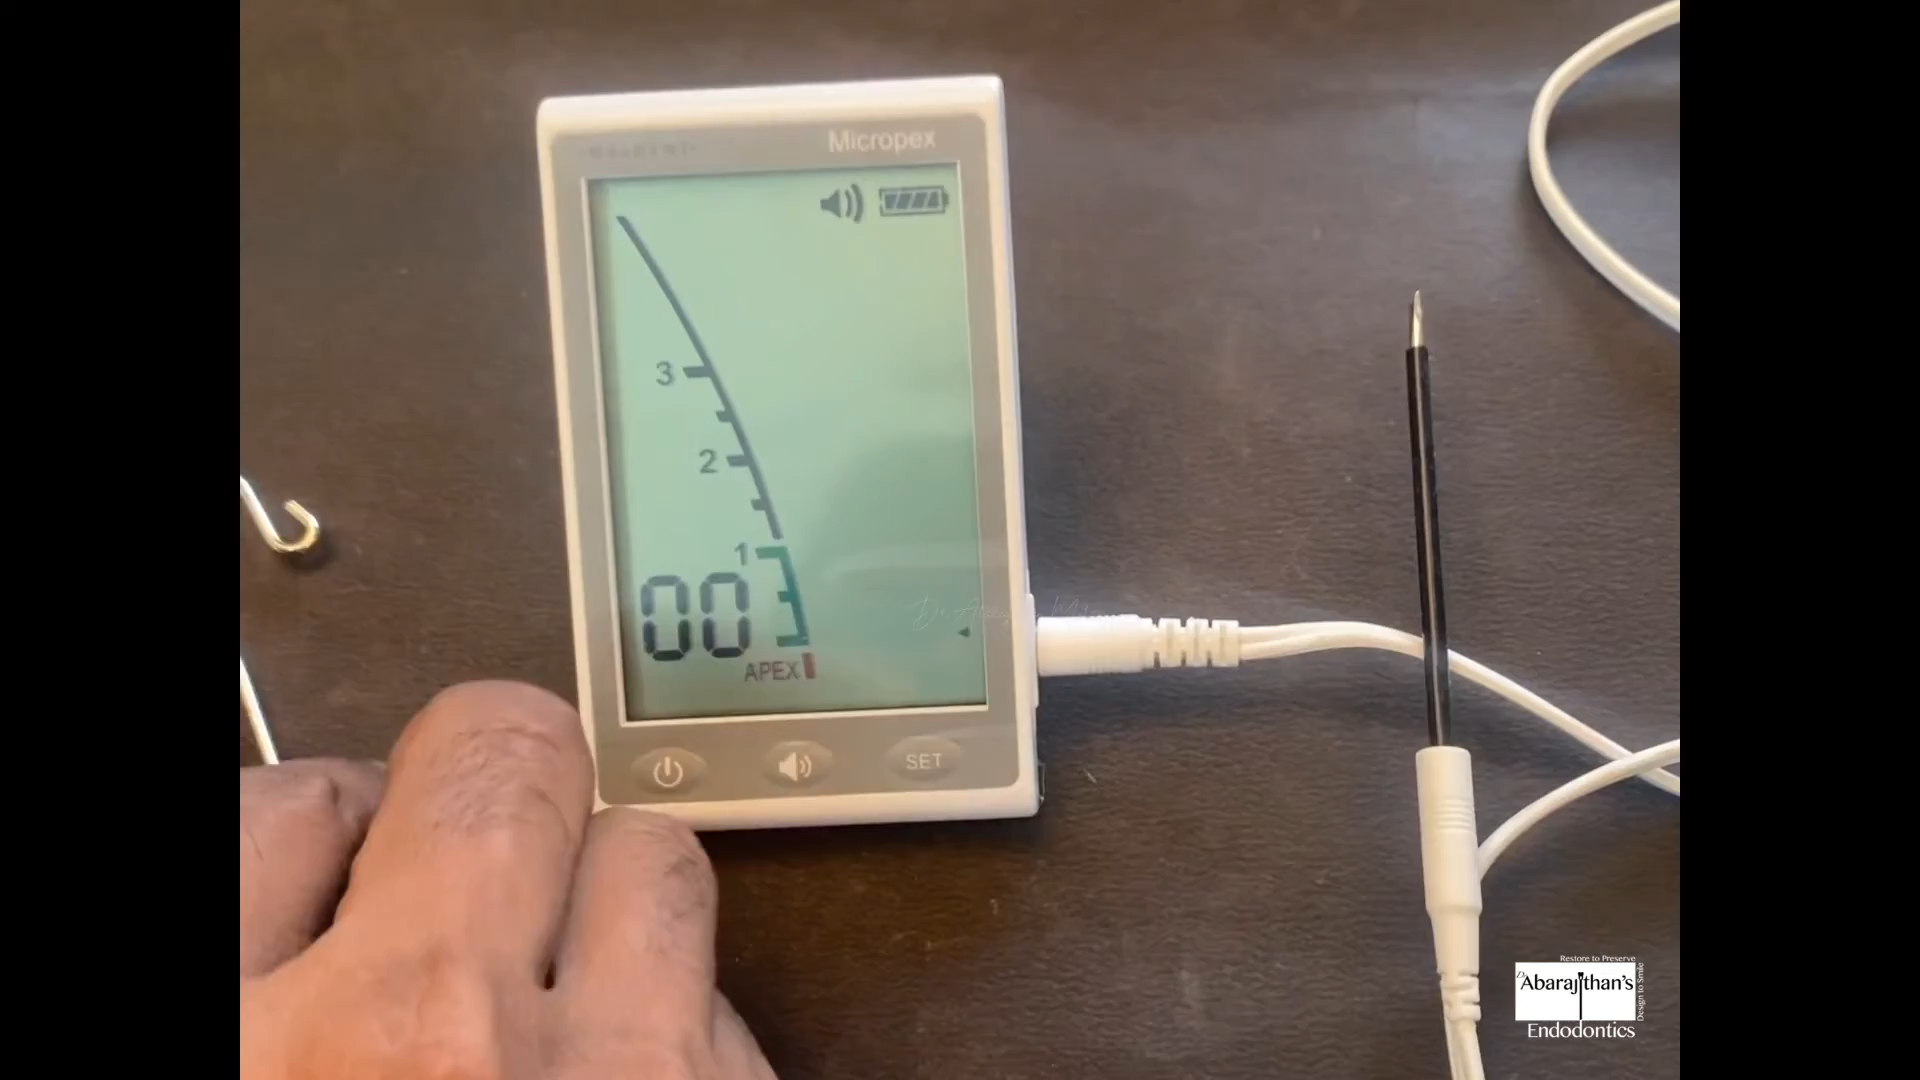 Micropex
3
2
1
00
APEX
SET
Restore to Preserve
Dr
Abarajithan's
Endodontics
Design to Smile